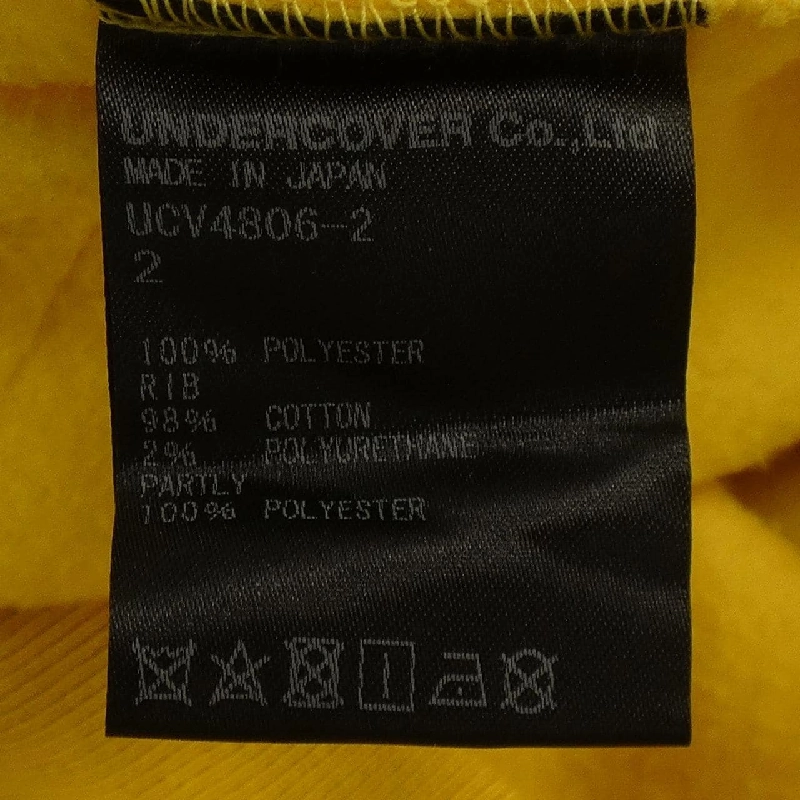 UNDERCOVER Co.,Ltd
MADE IN JAPAN
UCV4806-2
2
100% POLYESTER
RIB
98% COTTON
2% POLYURETHANE
PARTLY
100% POLYESTER